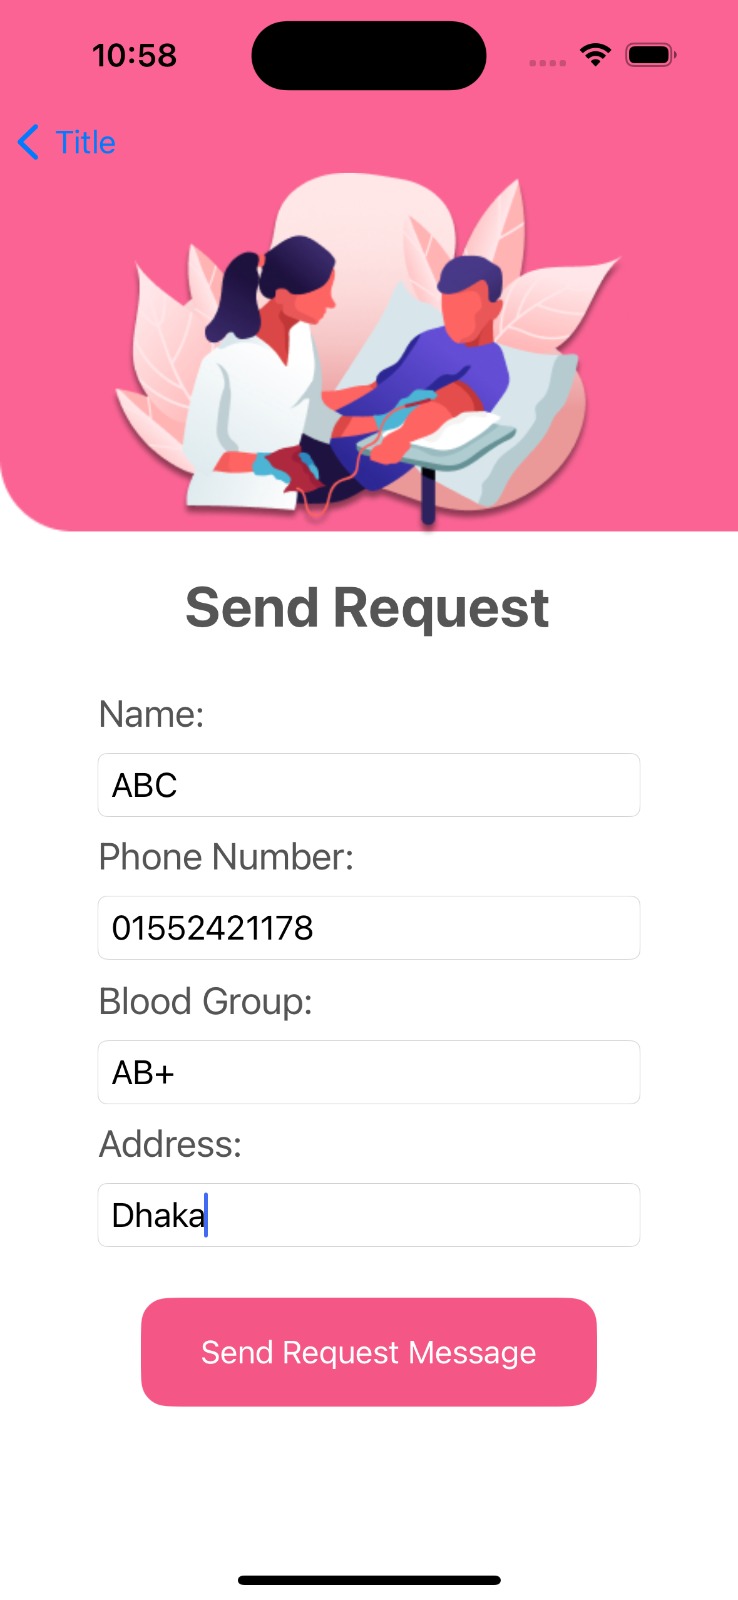 10:58
Title
Send Request
Name:
ABC
Phone Number:
01552421178
Blood Group:
AB+
Address:
Dhaka
Send Request Message